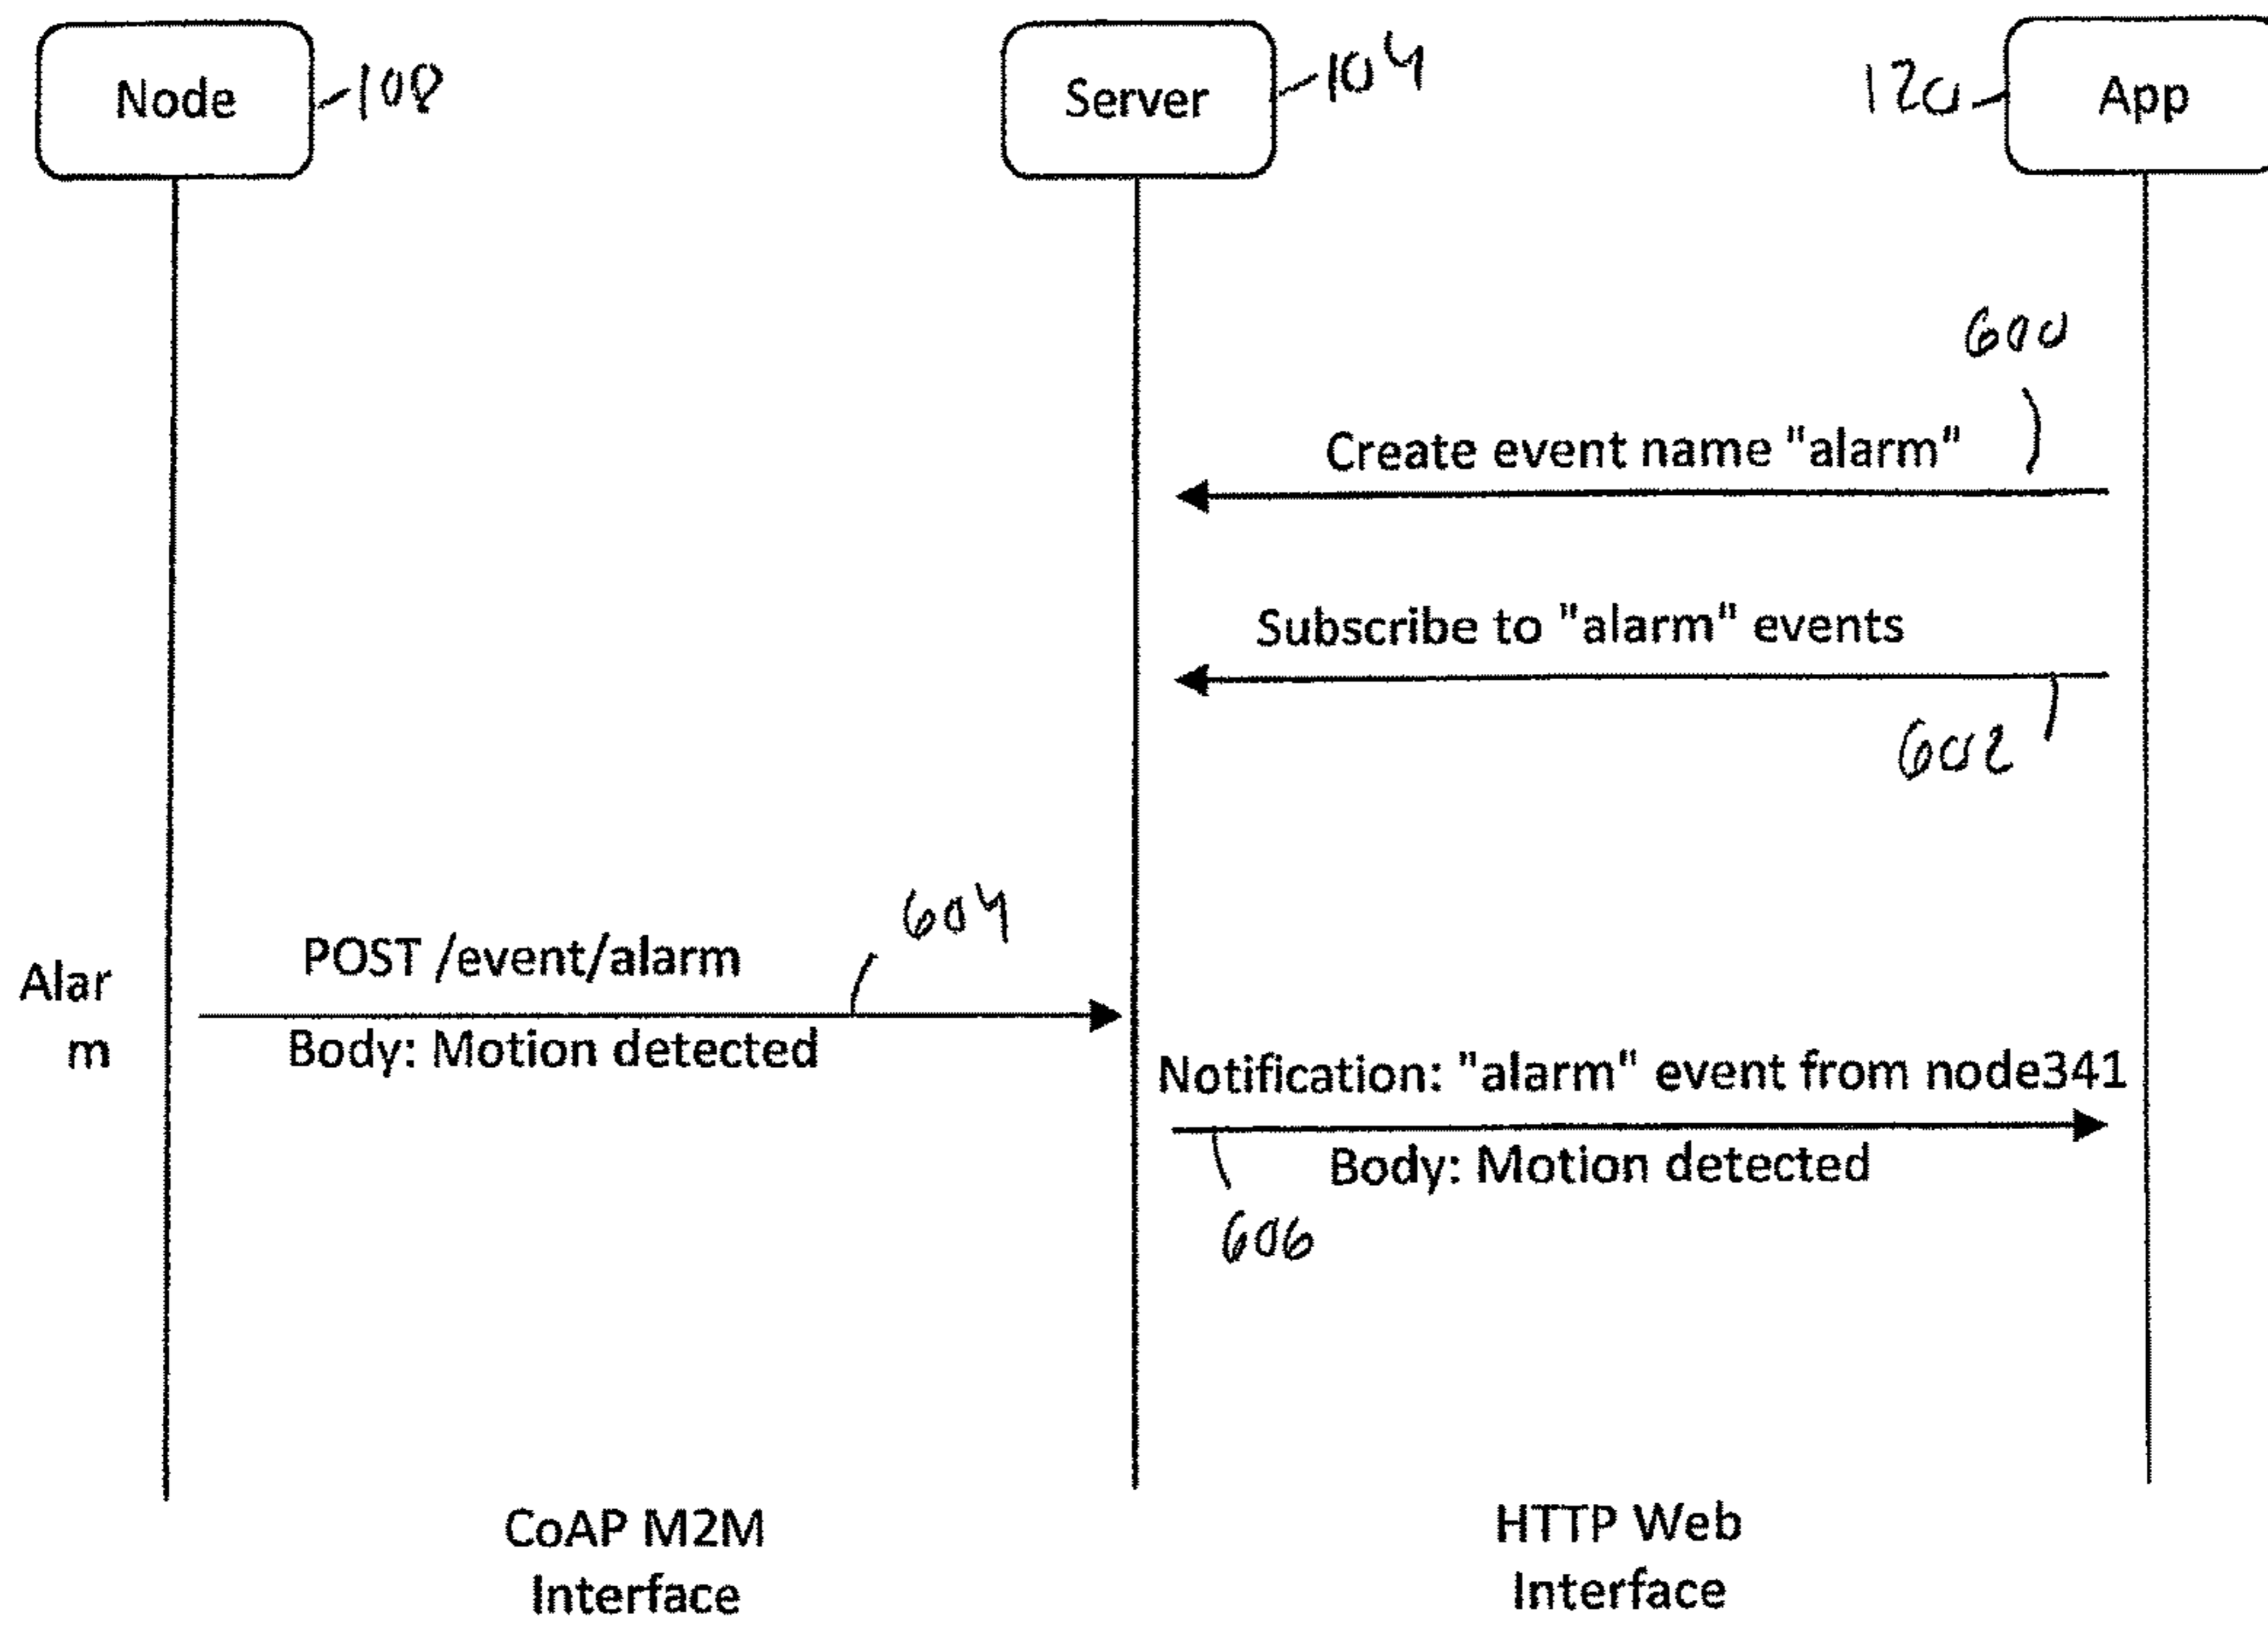 Node
108
Server
104
120
App
600
Create event name "alarm"
Subscribe to "alarm" events
602
604
POST /event/alarm
Alar
m
Body: Motion detected
Notification: "alarm" event from node341
Body: Motion detected
606
CoAP M2M
Interface
HTTP Web
Interface